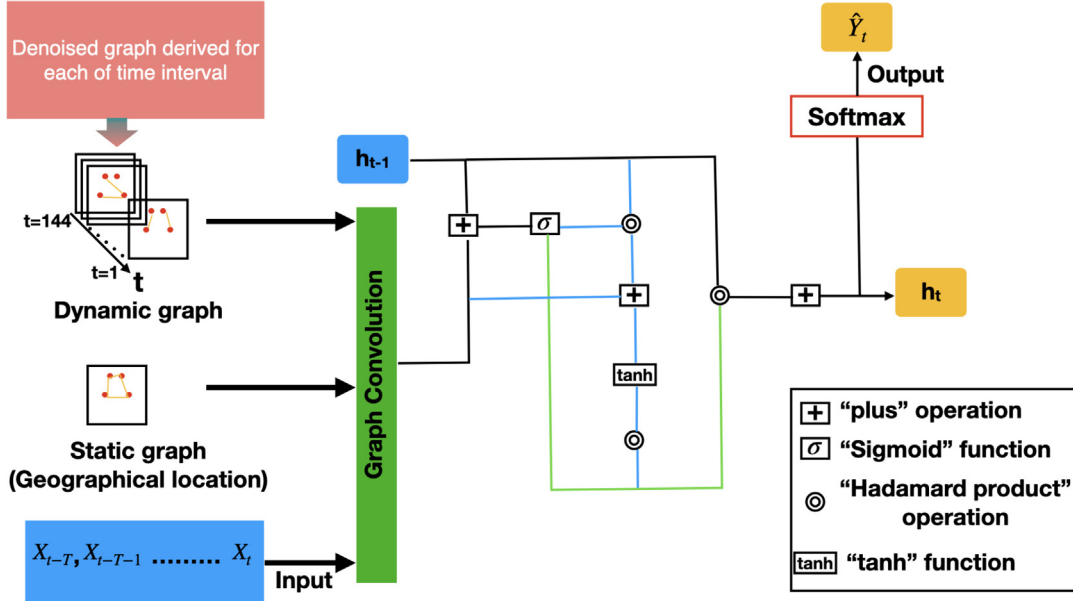 Denoised graph derived for
each of time interval
t=144
t=1
t
Dynamic graph
Static graph
(Geographical location)
X_{t-T}, X_{t-T-1} ......... X_t
Input
Graph Convolution
h_{t-1}
+
σ
+
tanh
+
h_t
Softmax
Output
Ŷ_t
+ “plus” operation
σ “Sigmoid” function
“Hadamard product”
operation
tanh “tanh” function